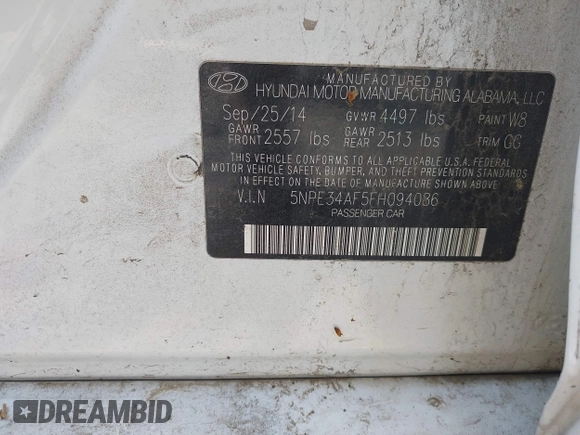 MANUFACTURED BY
HYUNDAI MOTOR MANUFACTURING ALABAMA, LLC
Sep/25/14 GVWR 4497 lbs PAINT W8
GAWR FRONT 2557 lbs GAWR REAR 2513 lbs TRIM OG
THIS VEHICLE CONFORMS TO ALL APPLICABLE U.S.A. FEDERAL
MOTOR VEHICLE SAFETY, BUMPER, AND THEFT PREVENTION STANDARDS
IN EFFECT ON THE DATE OF MANUFACTURE SHOWN ABOVE.
V.I.N 5NPE34AF5FH094086
PASSENGER CAR
DREAMBID